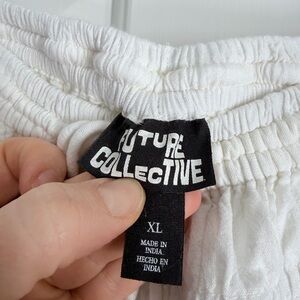 FUTURE
COLLECTIVE
XL
MADE IN
INDIA
HECHO EN
INDIA